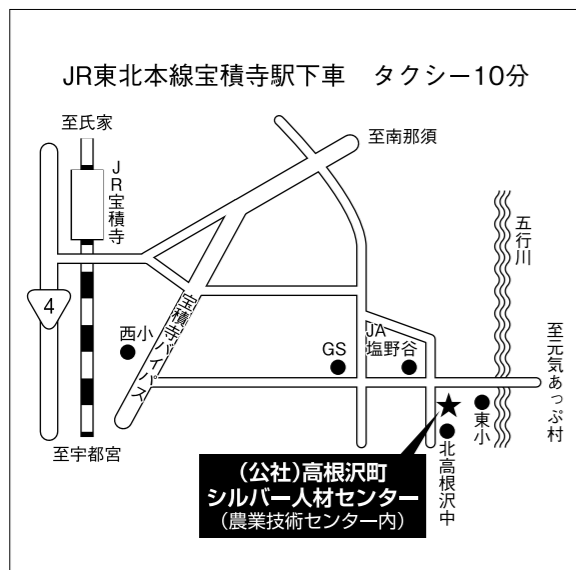 JR東北本線宝積寺駅下車　タクシー10分
至氏家
至南那須
JR宝積寺
五行川
4
宝積寺バイパス
西小
GS
JA
塩野谷
至元気あっぷ村
東小
北高根沢中
至宇都宮
(公社)高根沢町
シルバー人材センター
(農業技術センター内)